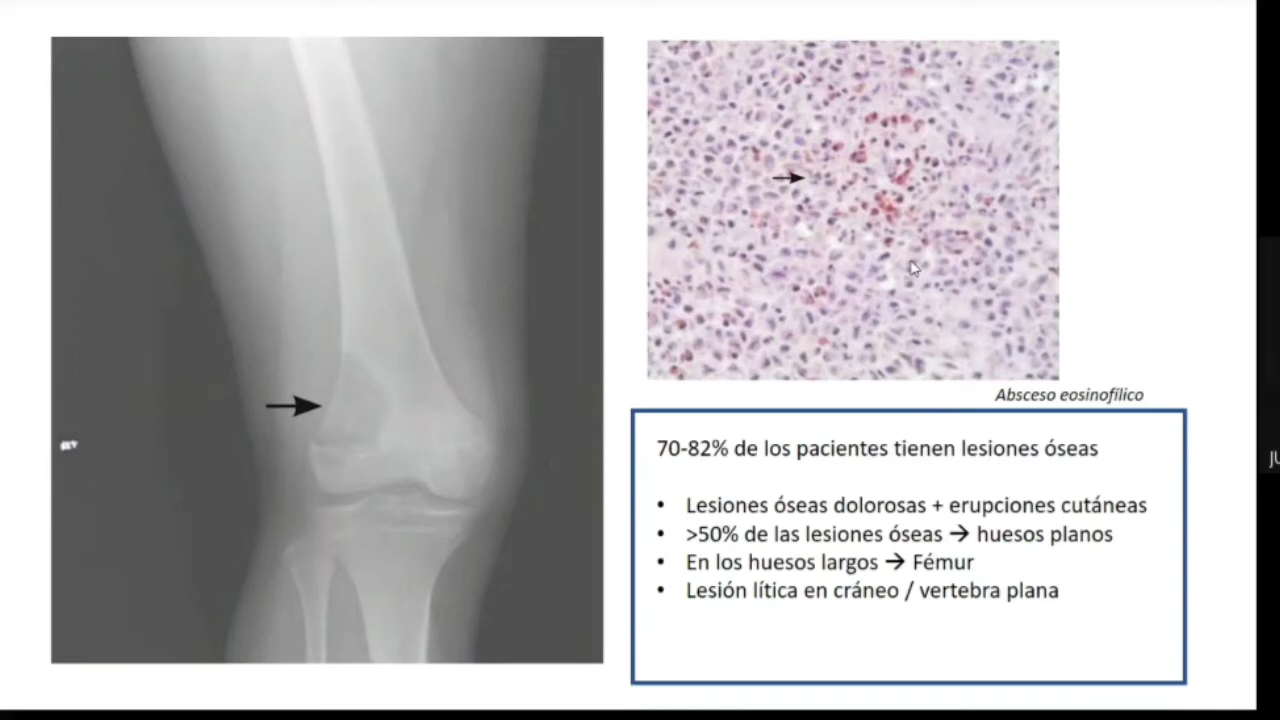 Absceso eosinofílico
70-82% de los pacientes tienen lesiones óseas
• Lesiones óseas dolorosas + erupciones cutáneas
• >50% de las lesiones óseas → huesos planos
• En los huesos largos → Fémur
• Lesión lítica en cráneo / vertebra plana
JU